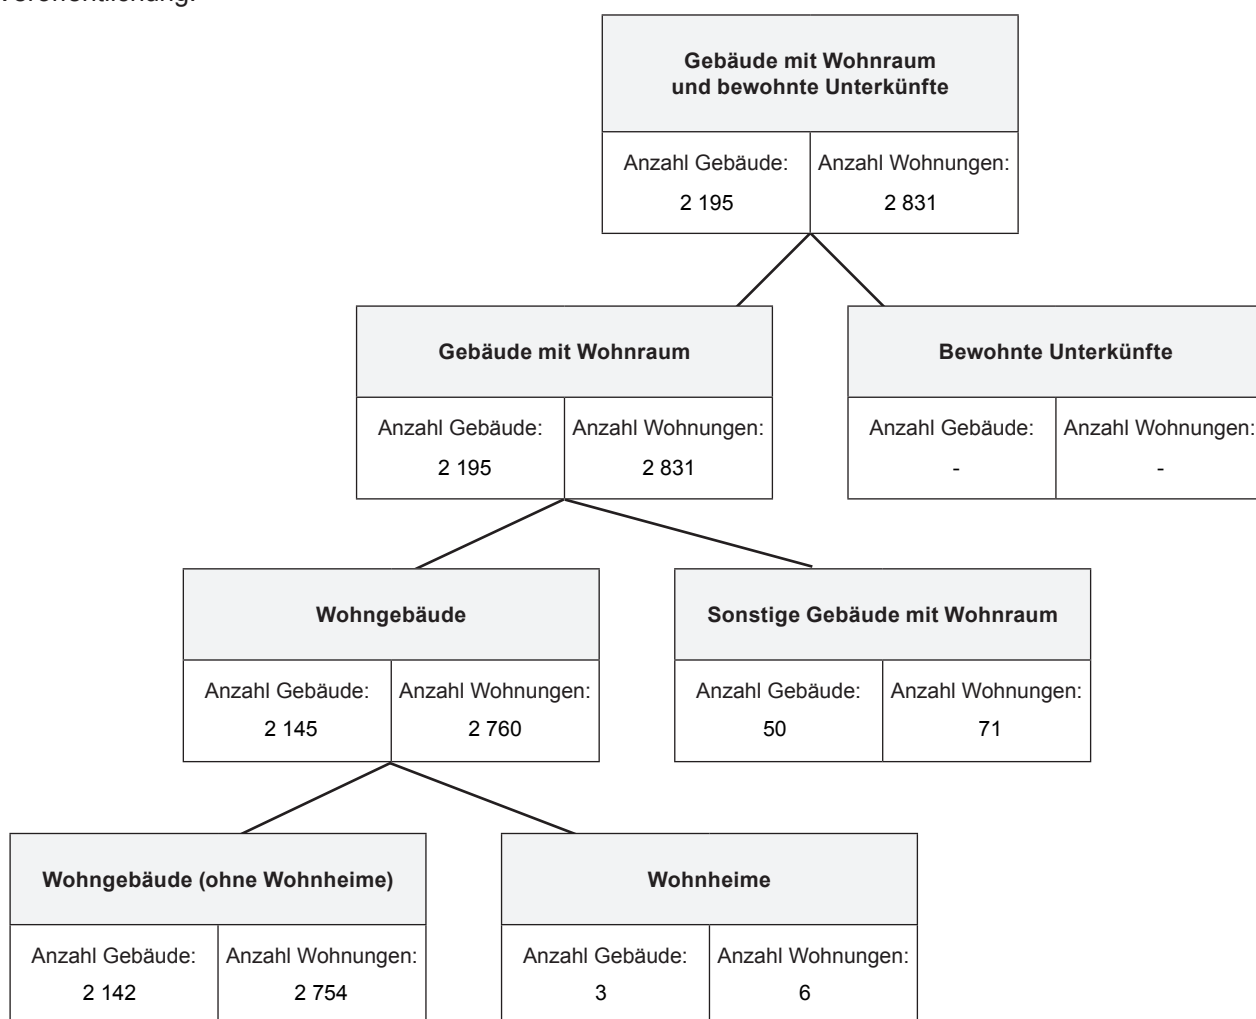 Veröffentlichung.
Gebäude mit Wohnraum
und bewohnte Unterkünfte
Anzahl Gebäude: Anzahl Wohnungen:
2 195 2 831
Gebäude mit Wohnraum Bewohnte Unterkünfte
Anzahl Gebäude: Anzahl Wohnungen: Anzahl Gebäude: Anzahl Wohnungen:
2 195 2 831 - -
Wohngebäude Sonstige Gebäude mit Wohnraum
Anzahl Gebäude: Anzahl Wohnungen: Anzahl Gebäude: Anzahl Wohnungen:
2 145 2 760 50 71
Wohngebäude (ohne Wohnheime) Wohnheime
Anzahl Gebäude: Anzahl Wohnungen: Anzahl Gebäude: Anzahl Wohnungen:
2 142 2 754 3 6